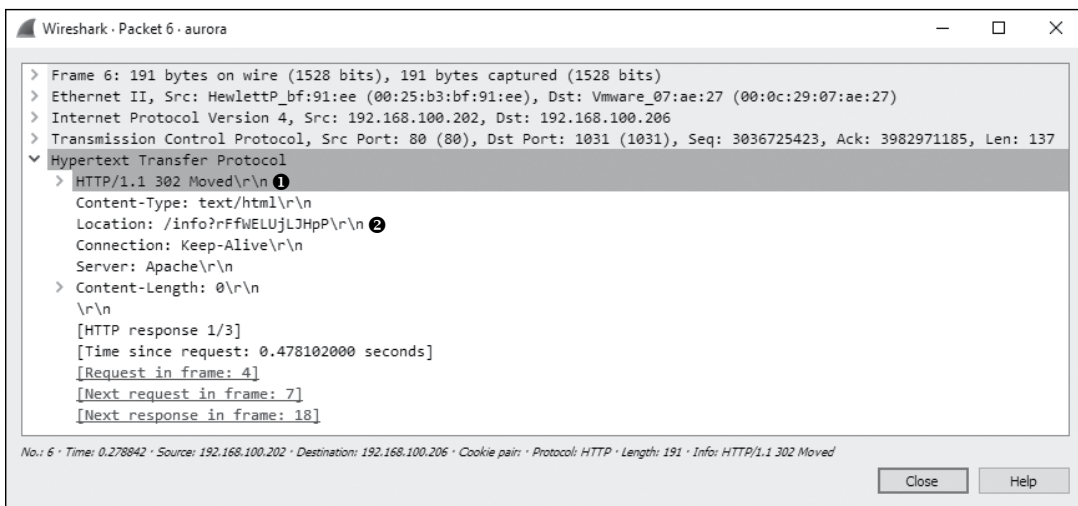 Wireshark · Packet 6 · aurora
> Frame 6: 191 bytes on wire (1528 bits), 191 bytes captured (1528 bits)
> Ethernet II, Src: HewlettP_bf:91:ee (00:25:b3:bf:91:ee), Dst: Vmware_07:ae:27 (00:0c:29:07:ae:27)
> Internet Protocol Version 4, Src: 192.168.100.202, Dst: 192.168.100.206
> Transmission Control Protocol, Src Port: 80 (80), Dst Port: 1031 (1031), Seq: 3036725423, Ack: 3982971185, Len: 137
Hypertext Transfer Protocol
> HTTP/1.1 302 Moved\r\n ❶
Content-Type: text/html\r\n
Location: /info?rFfWELUjLJHpP\r\n ❷
Connection: Keep-Alive\r\n
Server: Apache\r\n
> Content-Length: 0\r\n
\r\n
[HTTP response 1/3]
[Time since request: 0.478102000 seconds]
[Request in frame: 4]
[Next request in frame: 7]
[Next response in frame: 18]
No.: 6 · Time: 0.278842 · Source: 192.168.100.202 · Destination: 192.168.100.206 · Cookie pair: · Protocol: HTTP · Length: 191 · Info: HTTP/1.1 302 Moved
Close Help